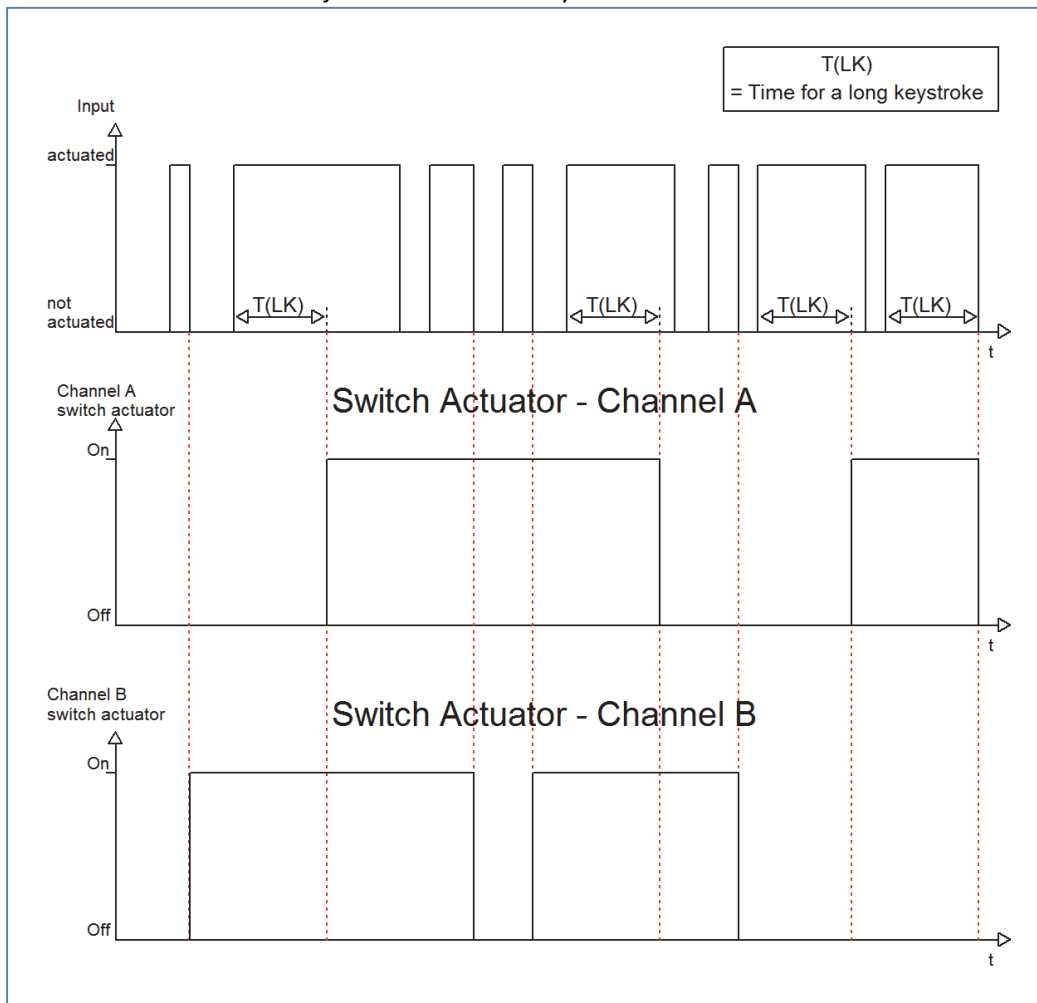 T(LK)
= Time for a long keystroke
Input
actuated
not
actuated
T(LK)
T(LK)
T(LK)
T(LK)
t
Channel A
switch actuator
Switch Actuator - Channel A
On
Off
t
Channel B
switch actuator
Switch Actuator - Channel B
On
Off
t